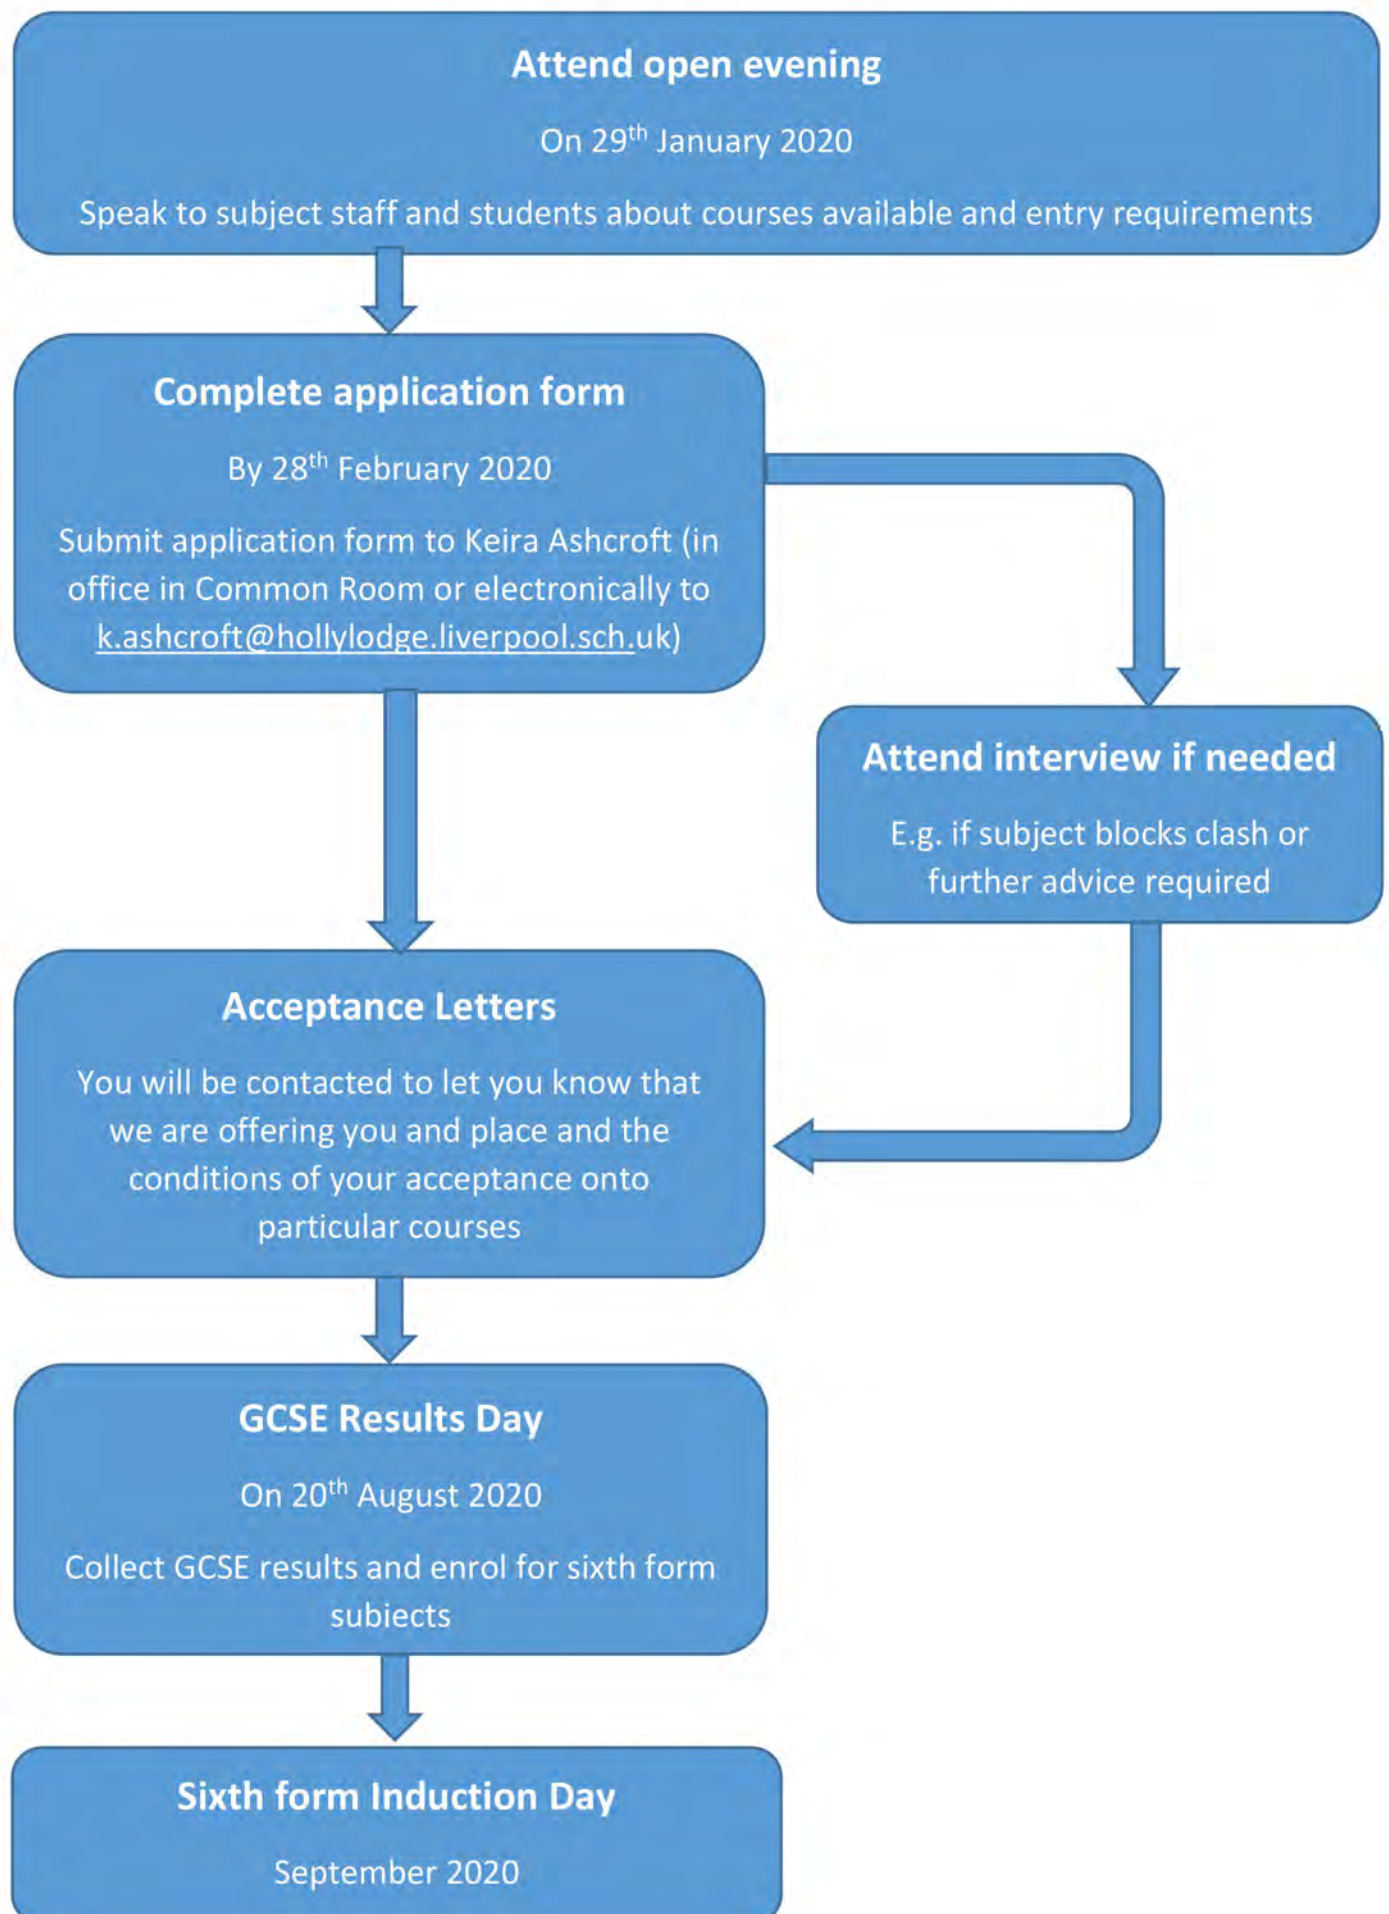 Attend open evening
On 29th January 2020
Speak to subject staff and students about courses available and entry requirements
Complete application form
By 28th February 2020
Submit application form to Keira Ashcroft (in
office in Common Room or electronically to
k.ashcroft@hollylodge.liverpool.sch.uk)
Attend interview if needed
E.g. if subject blocks clash or
further advice required
Acceptance Letters
You will be contacted to let you know that
we are offering you and place and the
conditions of your acceptance onto
particular courses
GCSE Results Day
On 20th August 2020
Collect GCSE results and enrol for sixth form
subjects
Sixth form Induction Day
September 2020